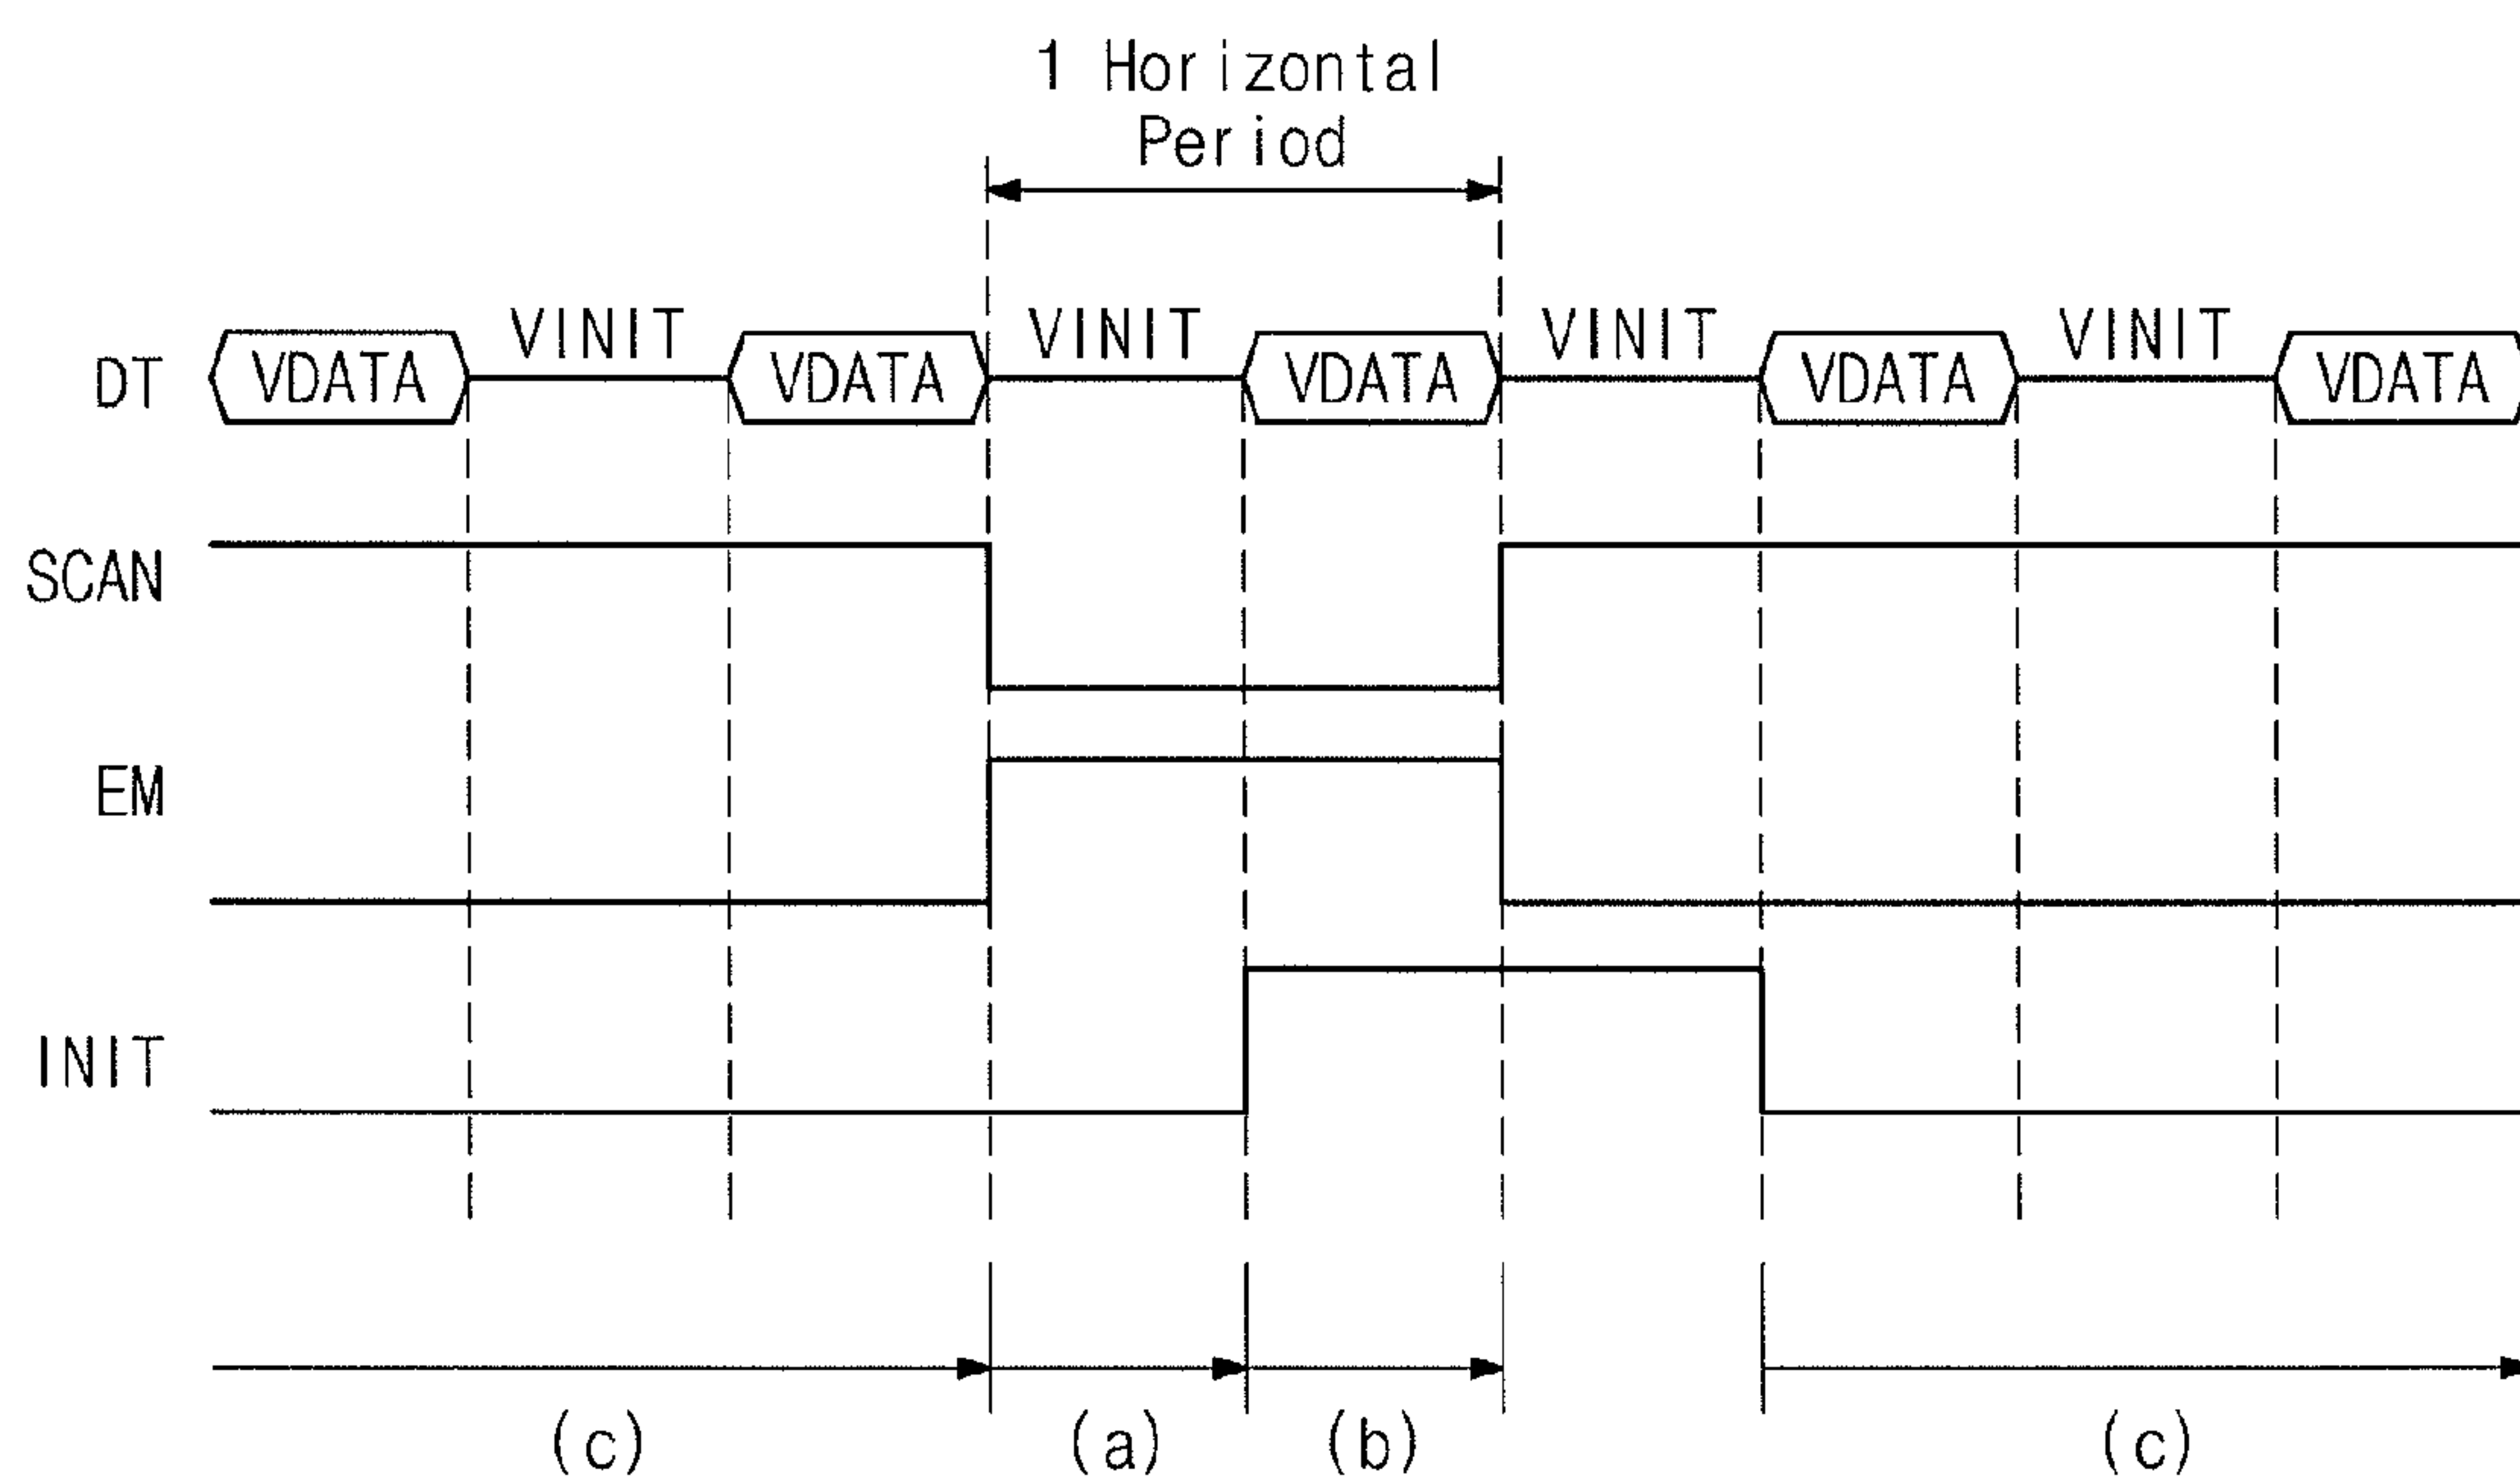 1 Horizontal
Period
VINIT VINIT VINIT VINIT
DT VDATA VDATA VDATA VDATA VDATA
SCAN
EM
INIT
(c) (a) (b) (c)